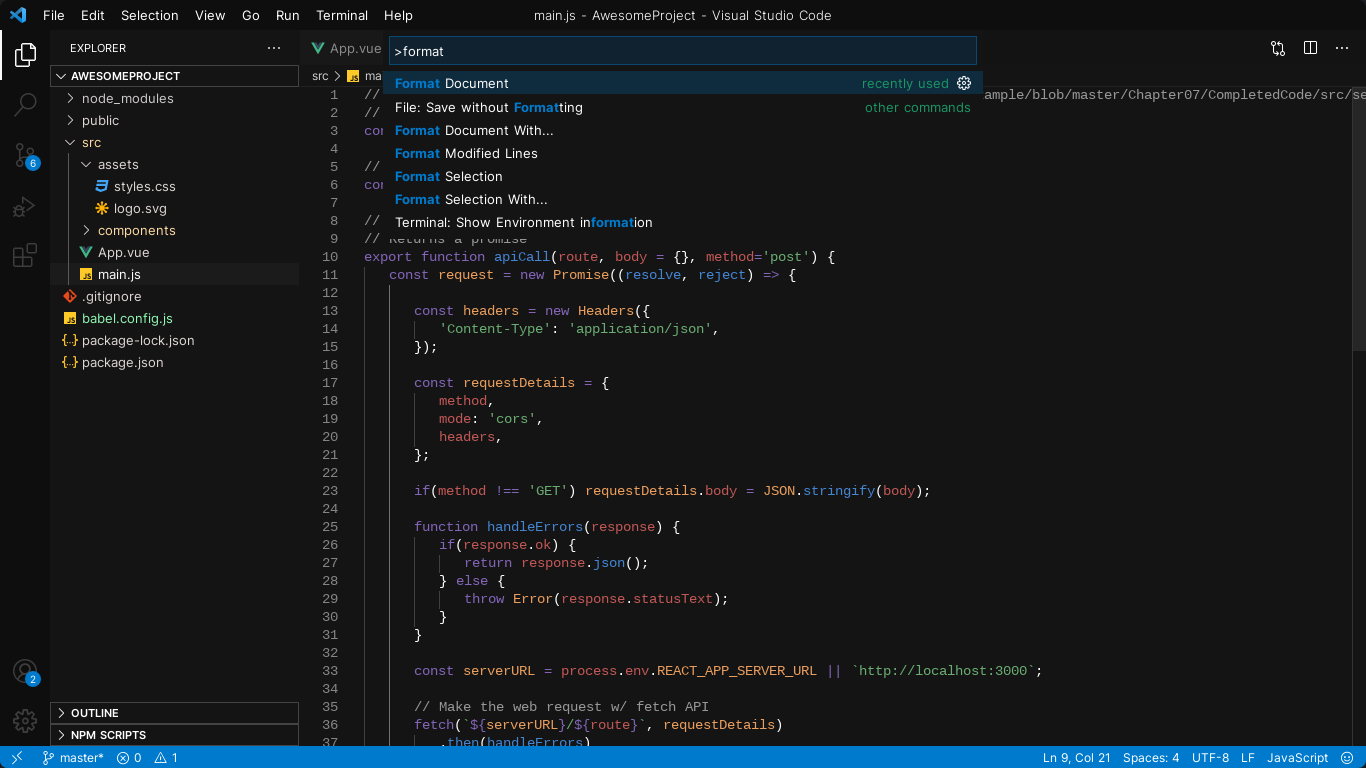 File Edit Selection View Go Run Terminal Help main.js - AwesomeProject - Visual Studio Code
EXPLORER
AWESOMEPROJECT
node_modules
public
src
assets
styles.css
logo.svg
components
App.vue
main.js
.gitignore
babel.config.js
package-lock.json
package.json
OUTLINE
NPM SCRIPTS
6
2
App.vue
>format
src
JS
Format Document recently used
File: Save without Formatting other commands
Format Document With...
Format Modified Lines
Format Selection
Format Selection With...
Terminal: Show Environment information
1 // ample/blob/master/Chapter07/CompletedCode/src/se
2 //
3
4
5 //
6
7
8 //
9 // Returns a promise
10 export function apiCall(route, body = {}, method='post') {
11 const request = new Promise((resolve, reject) => {
12
13 const headers = new Headers({
14 'Content-Type': 'application/json',
15 });
16
17 const requestDetails = {
18 method,
19 mode: 'cors',
20 headers,
21 };
22
23 if(method !== 'GET') requestDetails.body = JSON.stringify(body);
24
25 function handleErrors(response) {
26 if(response.ok) {
27 return response.json();
28 } else {
29 throw Error(response.statusText);
30 }
31 }
32
33 const serverURL = process.env.REACT_APP_SERVER_URL || `http://localhost:3000`;
34
35 // Make the web request w/ fetch API
36 fetch(`${serverURL}/${route}`, requestDetails)
37 .then(handleErrors)
master* 0 1 Ln 9, Col 21 Spaces: 4 UTF-8 LF JavaScript